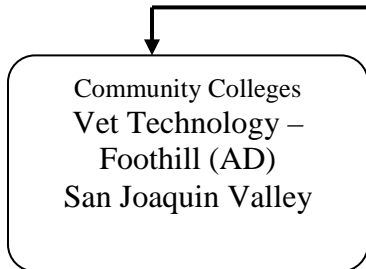 Community Colleges
Vet Technology –
Foothill (AD)
San Joaquin Valley